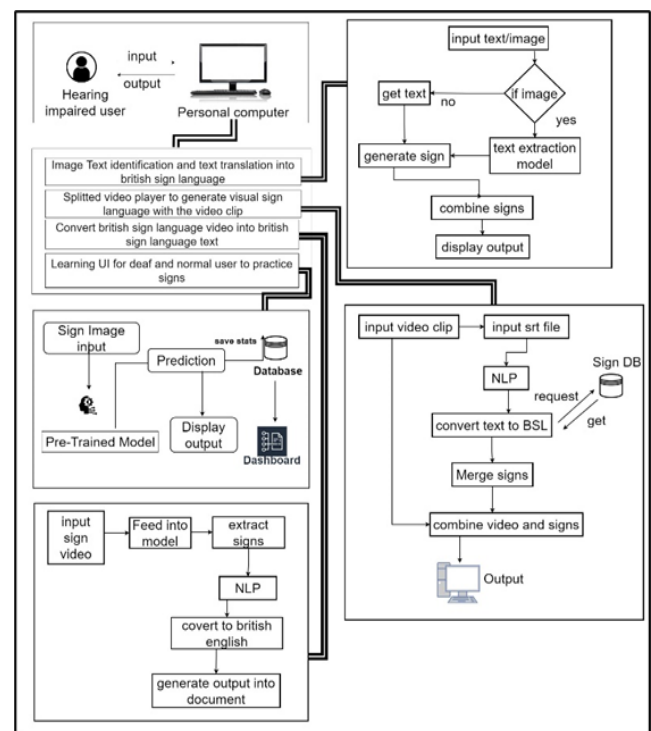 input
output
Hearing
impaired user
Personal computer
Image Text identification and text translation into
british sign language
Splitted video player to generate visual sign
language with the video clip
Convert british sign language video into british
sign language text
Learning UI for deaf and normal user to practice
signs
input text/image
if image
no
yes
get text
text extraction
model
generate sign
combine signs
display output
Sign Image
input
Prediction
save stats
Database
Pre-Trained Model
Display
output
Dashboard
input video clip
input srt file
Sign DB
NLP
request
get
convert text to BSL
Merge signs
combine video and signs
Output
input
sign
video
Feed into
model
extract
signs
NLP
covert to british
english
generate output into
document